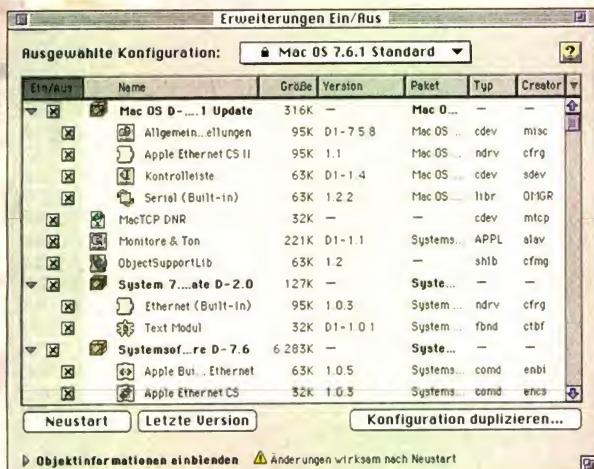 Erweiterungen Ein/Aus
Ausgewählte Konfiguration: Mac OS 7.6.1 Standard ?
Ein/Aus Name Größe Version Paket Typ Creator
Mac OS D-....1 Update 316K — Mac O... — —
Allgemein...ellungen 95K D1-7.5.8 Mac OS ... cdev misc
Apple Ethernet CS II 95K 1.1 Mac OS ... ndrv cfrg
Kontrolleiste 63K D1-1.4 Mac OS ... cdev sdev
Serial (Built-in) 63K 1.2.2 Mac OS ... libr OMGR
MacTCP DNR 32K — — cdev mtcp
Monitore & Ton 221K D1-1.1 Systems... APPL alav
ObjectSupportLib 63K 1.2 — shlb cfmg
System 7....ate D-2.0 127K — Syste... — —
Ethernet (Built-In) 95K 1.0.3 System ... ndrv cfrg
Text Modul 32K D1-1.0.1 System ... fbnd ctbf
Systemsof...re D-7.6 6.283K — Syste... — —
Apple Bui... Ethernet 63K 1.0.5 Systems... comd enbi
Apple Ethernet CS 32K 1.0.3 Systems... comd encs
Neustart Letzte Version Konfiguration duplizieren...
Objektinformationen einblenden Änderungen wirksam nach Neustart